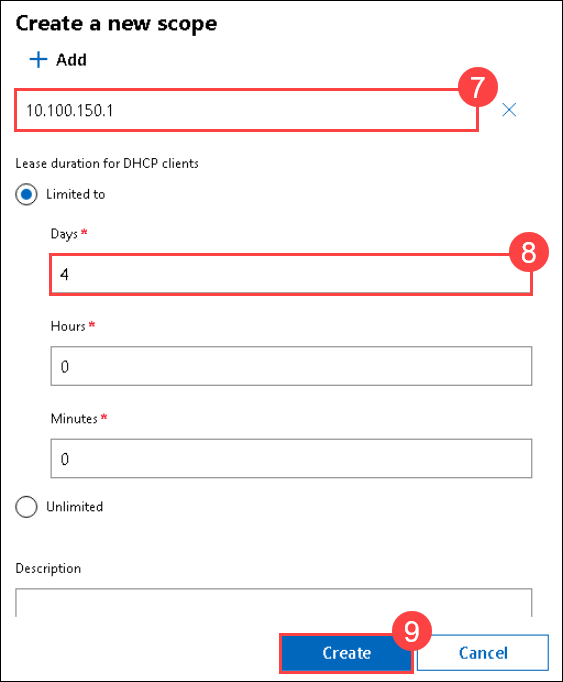 Create a new scope
+ Add
7
10.100.150.1
Lease duration for DHCP clients
Limited to
Days *
8
4
Hours *
0
Minutes *
0
Unlimited
Description
9
Create Cancel